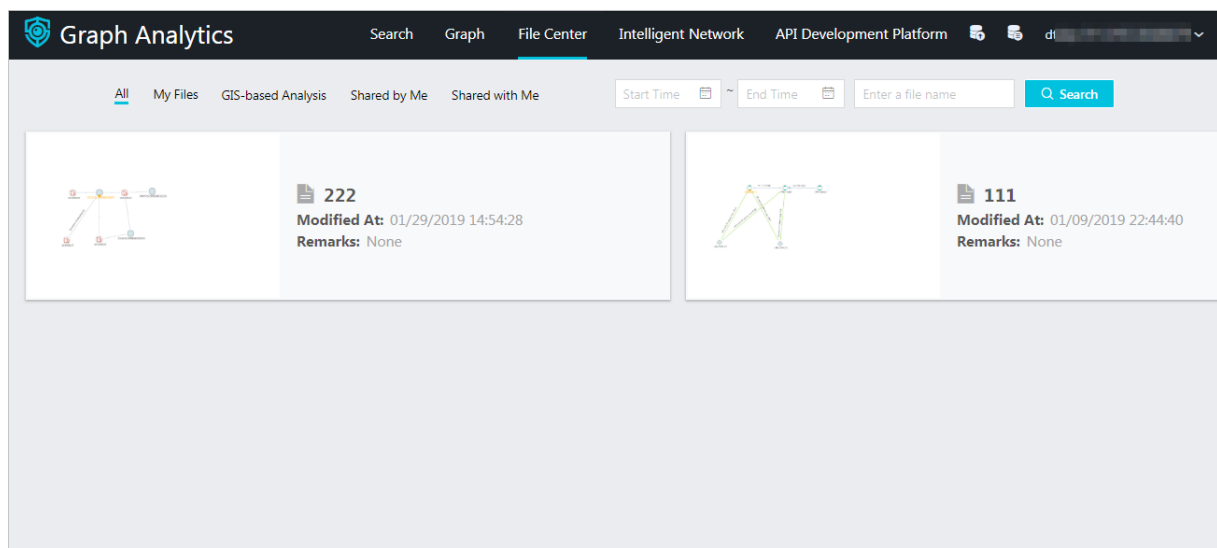 Graph Analytics Search Graph File Center Intelligent Network API Development Platform
All My Files GIS-based Analysis Shared by Me Shared with Me Start Time ~ End Time Enter a file name Search
222
Modified At: 01/29/2019 14:54:28
Remarks: None
111
Modified At: 01/09/2019 22:44:40
Remarks: None